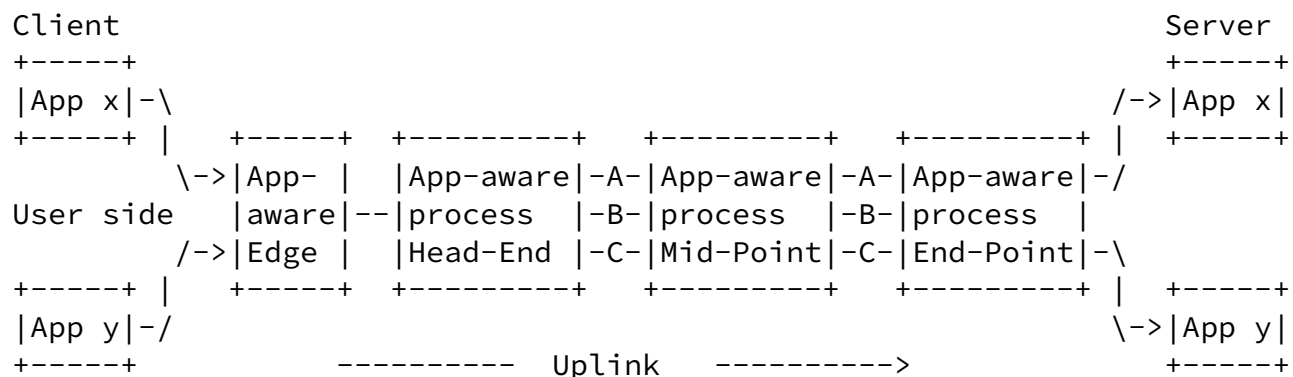 Client                                                         Server
+-----+                                                        +-----+
|App x|-\                                                   /->|App x|
+-----+ |   +-----+  +---------+   +---------+   +---------+ |  +-----+
         \->|App-  |  |App-aware|-A-|App-aware|-A-|App-aware|-/
User side   |aware|--|process  |-B-|process  |-B-|process  |
         /->|Edge |  |Head-End |-C-|Mid-Point|-C-|End-Point|-\
+-----+ |   +-----+  +---------+   +---------+   +---------+ |  +-----+
|App y|-/                                                   \->|App y|
+-----+          ----------  Uplink   ---------->              +-----+